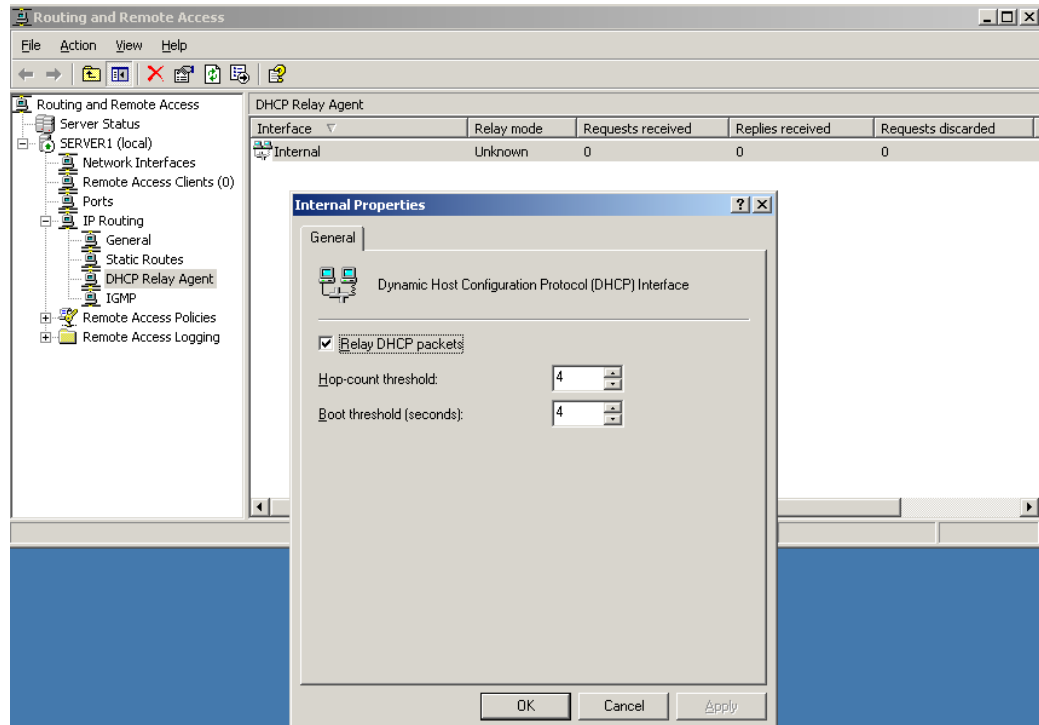 Routing and Remote Access
File Action View Help
Routing and Remote Access
Server Status
SERVER1 (local)
Network Interfaces
Remote Access Clients (0)
Ports
IP Routing
General
Static Routes
DHCP Relay Agent
IGMP
Remote Access Policies
Remote Access Logging
DHCP Relay Agent
Interface Relay mode Requests received Replies received Requests discarded
Internal Unknown 0 0 0
Internal Properties
General
Dynamic Host Configuration Protocol (DHCP) Interface
Relay DHCP packets
Hop-count threshold: 4
Boot threshold (seconds): 4
OK Cancel Apply